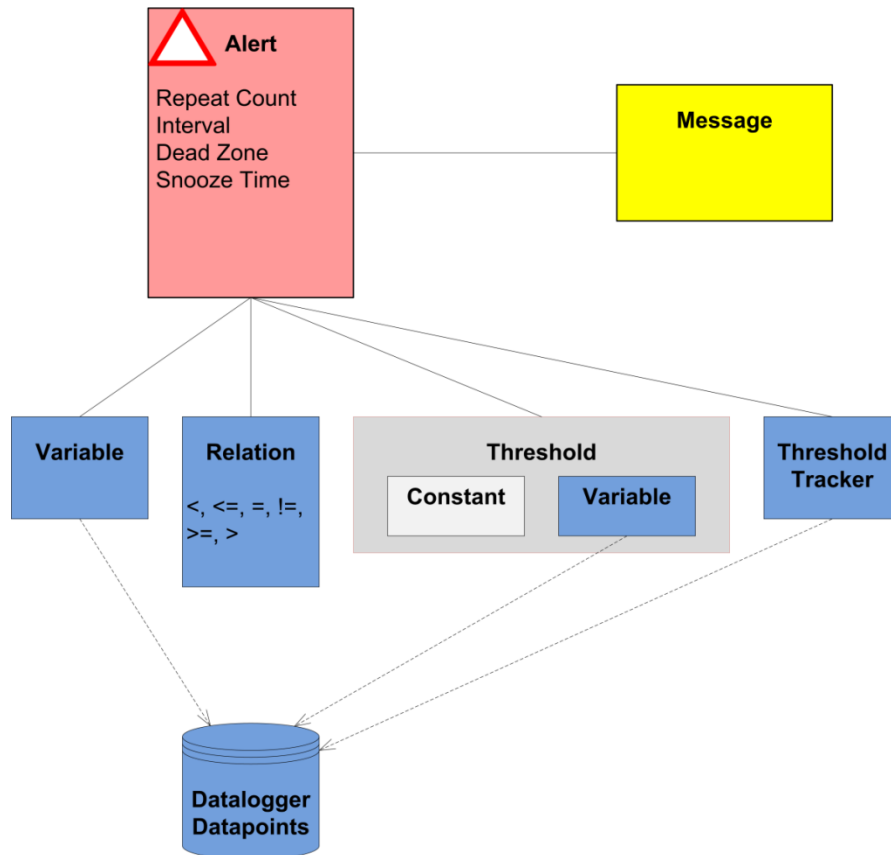 Alert
Repeat Count
Interval
Dead Zone
Snooze Time
Message
Variable
Relation
<, <=, =, !=,
>=, >
Threshold
Constant
Variable
Threshold
Tracker
Datalogger
Datapoints